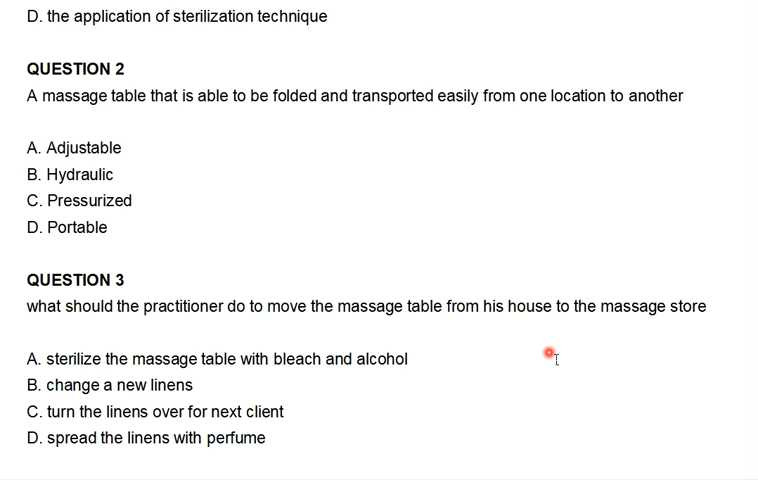 D. the application of sterilization technique
QUESTION 2
A massage table that is able to be folded and transported easily from one location to another
A. Adjustable
B. Hydraulic
C. Pressurized
D. Portable
QUESTION 3
what should the practitioner do to move the massage table from his house to the massage store
A. sterilize the massage table with bleach and alcohol
B. change a new linens
C. turn the linens over for next client
D. spread the linens with perfume